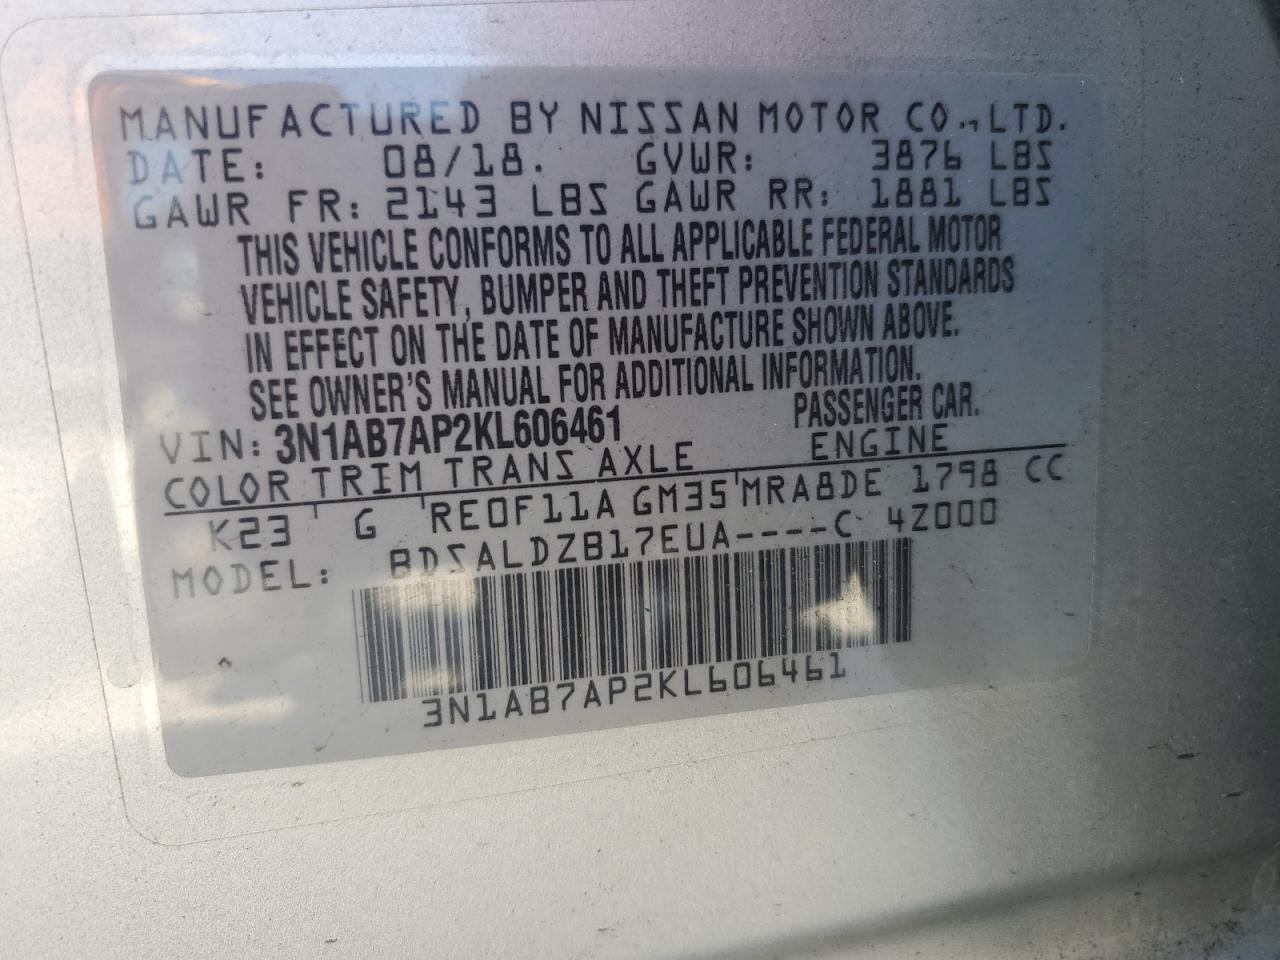 MANUFACTURED BY NISSAN MOTOR CO., LTD.
DATE: 08/18. GVWR: 3876 LBS
GAWR FR: 2143 LBS GAWR RR: 1881 LBS
THIS VEHICLE CONFORMS TO ALL APPLICABLE FEDERAL MOTOR
VEHICLE SAFETY, BUMPER AND THEFT PREVENTION STANDARDS
IN EFFECT ON THE DATE OF MANUFACTURE SHOWN ABOVE.
SEE OWNER'S MANUAL FOR ADDITIONAL INFORMATION.
VIN: 3N1AB7AP2KL606461 PASSENGER CAR.
COLOR TRIM TRANS AXLE ENGINE
K23 G RE0F11A GM35 MRA8DE 1798 CC
MODEL: BDSALDZB17EUA----C 4Z000
3N1AB7AP2KL606461